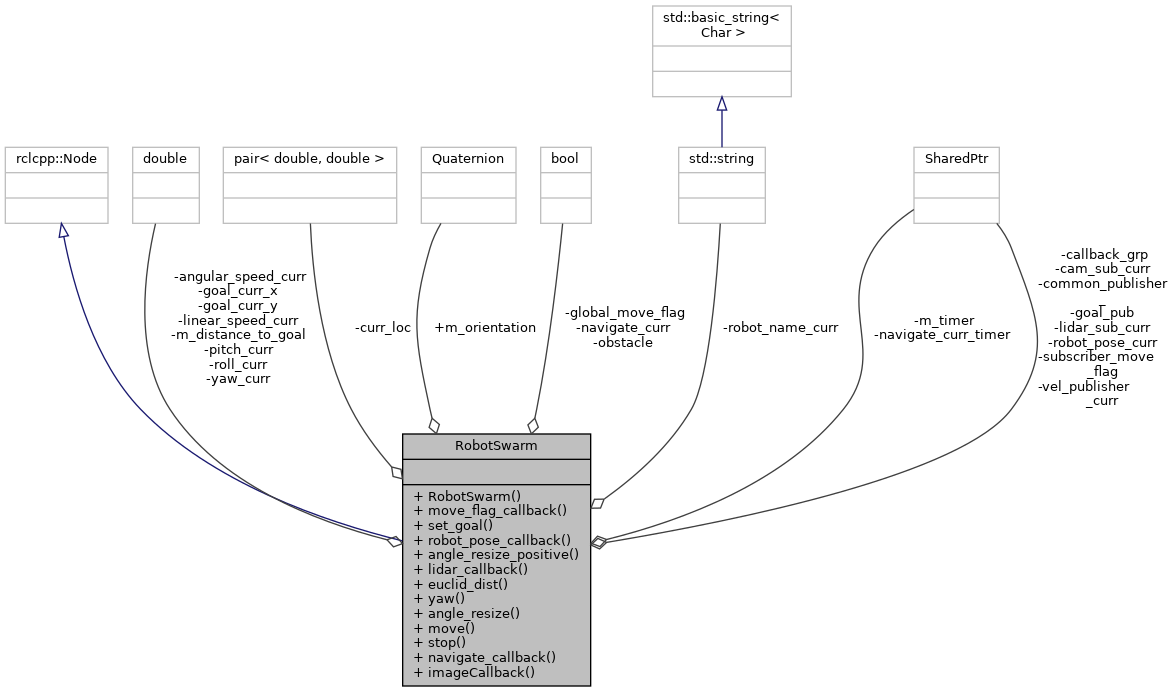 std::basic_string<
Char >
rclcpp::Node
double
pair< double, double >
Quaternion
bool
std::string
SharedPtr
-angular_speed_curr
-goal_curr_x
-goal_curr_y
-linear_speed_curr
-m_distance_to_goal
-pitch_curr
-roll_curr
-yaw_curr
-curr_loc
+m_orientation
-global_move_flag
-navigate_curr
-obstacle
-robot_name_curr
-m_timer
-navigate_curr_timer
-callback_grp
-cam_sub_curr
-common_publisher
_
-goal_pub
-lidar_sub_curr
-robot_pose_curr
-subscriber_move
_flag
-vel_publisher
_curr
RobotSwarm
+ RobotSwarm()
+ move_flag_callback()
+ set_goal()
+ robot_pose_callback()
+ angle_resize_positive()
+ lidar_callback()
+ euclid_dist()
+ yaw()
+ angle_resize()
+ move()
+ stop()
+ navigate_callback()
+ imageCallback()